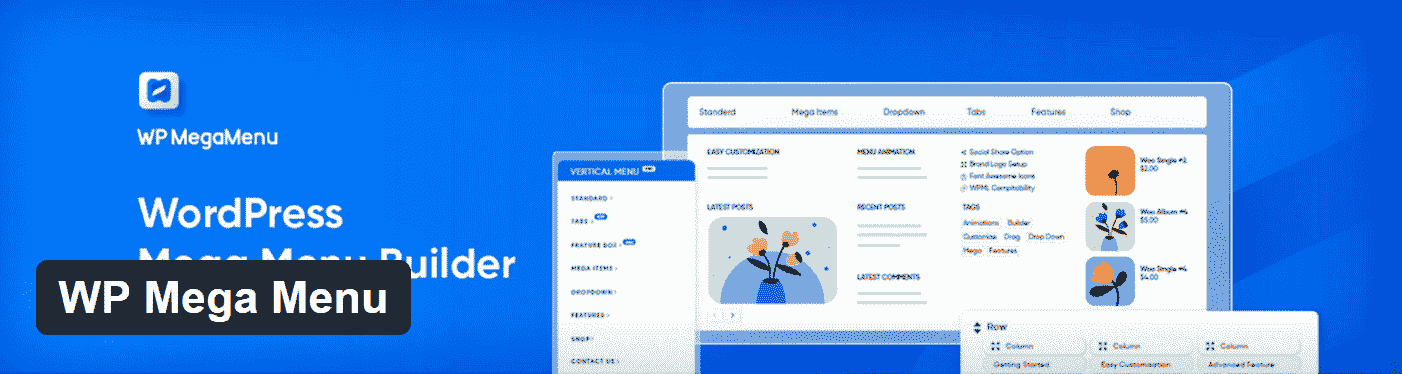 WP MegaMenu
WordPress
Mega Menu Builder
WP Mega Menu
VERTICAL MENU
STANDARD
TABS
FEATURE BOX
MEGA ITEMS
DROPDOWN
FEATURES
SHOP
CONTACT US
Standerd
Mega Items
Dropdown
Tabs
Features
Shop
EASY CUSTOMIZATION
LATEST POSTS
MENU ANIMATION
RECENT POSTS
LATEST COMMENTS
Social Share Option
Brand Logo Setup
Font Awesome Icons
WPML Compitability
TAGS
Animations Builder
Customize Drag Drop Down
Mega Features
Woo Single #2
$2.00
Woo Album #4
$5.00
Woo Single #4
$4.00
Row
Column Column Column
Getting Started Easy Customization Advanced Feature